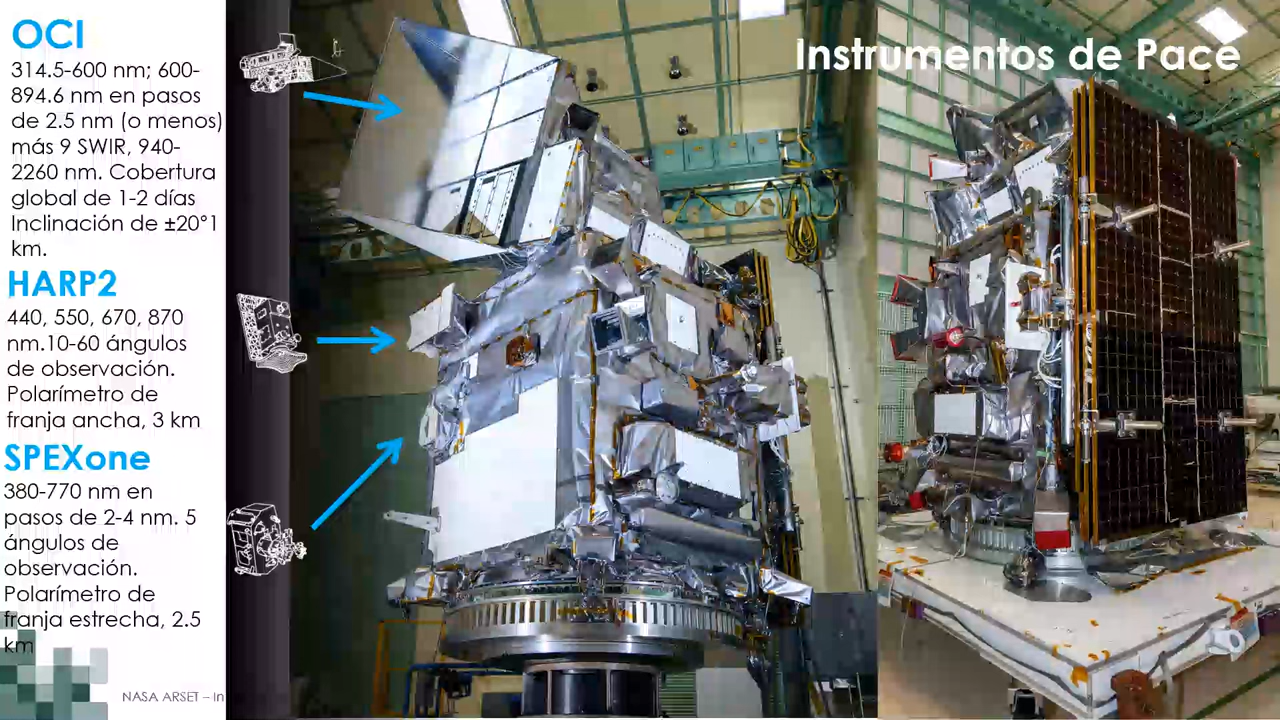 Instrumentos de Pace
OCI
314.5-600 nm; 600-
894.6 nm en pasos
de 2.5 nm (o menos)
más 9 SWIR, 940-
2260 nm. Cobertura
global de 1-2 días
Inclinación de ±20°1
km.
HARP2
440, 550, 670, 870
nm.10-60 ángulos
de observación.
Polarímetro de
franja ancha, 3 km
SPEXone
380-770 nm en
pasos de 2-4 nm. 5
ángulos de
observación.
Polarímetro de
franja estrecha, 2.5
km
NASA ARSET – In